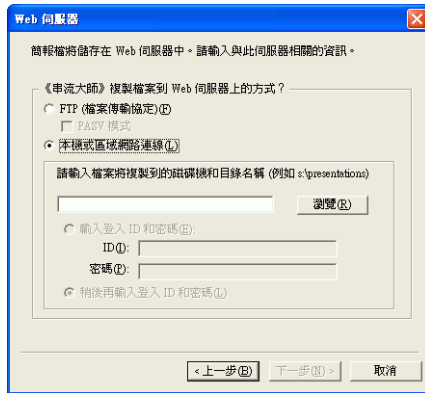 Web 伺服器
簡報檔將儲存在 Web 伺服器中。請輸入與此伺服器相關的資訊。
《串流大師》複製檔案到 Web 伺服器上的方式？
FTP (檔案傳輸協定)(F)
PASV 模式
本機或區域網路連線(L)
請輸入檔案將複製到的磁碟機和目錄名稱 (例如 s:\presentations)
瀏覽(R)
輸入登入 ID 和密碼(E):
ID(I):
密碼(P):
稍後再輸入登入 ID 和密碼(L)
< 上一步(B) 下一步(N) > 取消